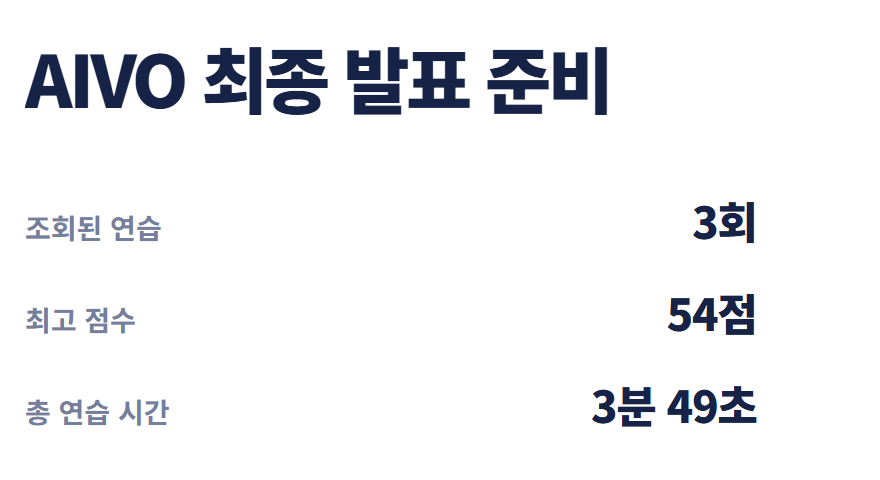 AIVO 최종 발표 준비
조회된 연습 3회
최고 점수 54점
총 연습 시간 3분 49초